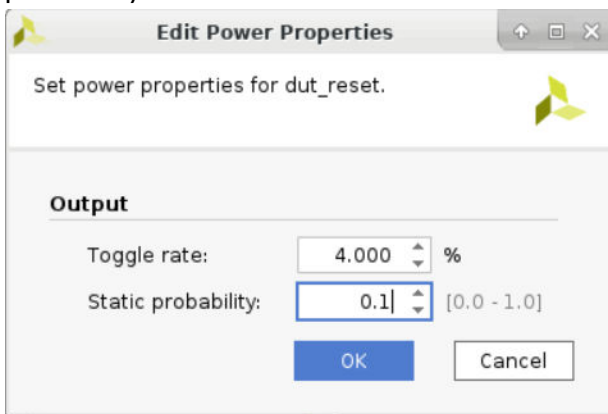 Edit Power Properties
Set power properties for dut_reset.
Output
Toggle rate: 4.000 %
Static probability: 0.1 [0.0 - 1.0]
OK Cancel